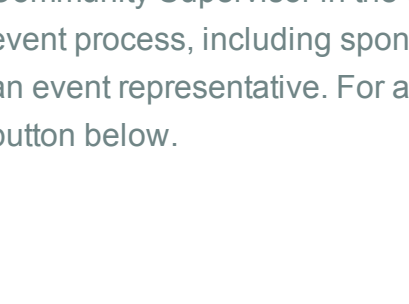 Community Supervisor in the
event process, including spon
an event representative. For a
button below.